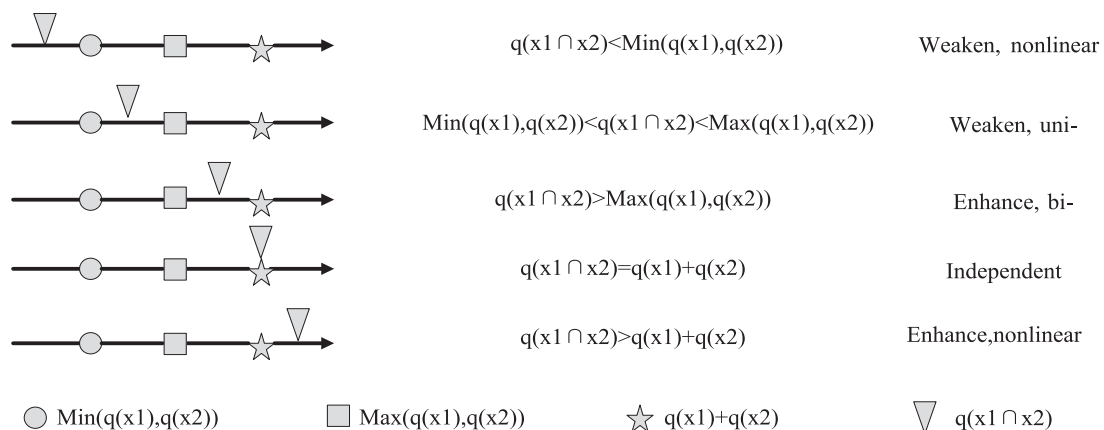 q(x1∩x2)<Min(q(x1),q(x2)) Weaken, nonlinear
Min(q(x1),q(x2))<q(x1∩x2)<Max(q(x1),q(x2)) Weaken, uni-
q(x1∩x2)>Max(q(x1),q(x2)) Enhance, bi-
q(x1∩x2)=q(x1)+q(x2) Independent
q(x1∩x2)>q(x1)+q(x2) Enhance,nonlinear
Min(q(x1),q(x2)) Max(q(x1),q(x2)) q(x1)+q(x2) q(x1∩x2)